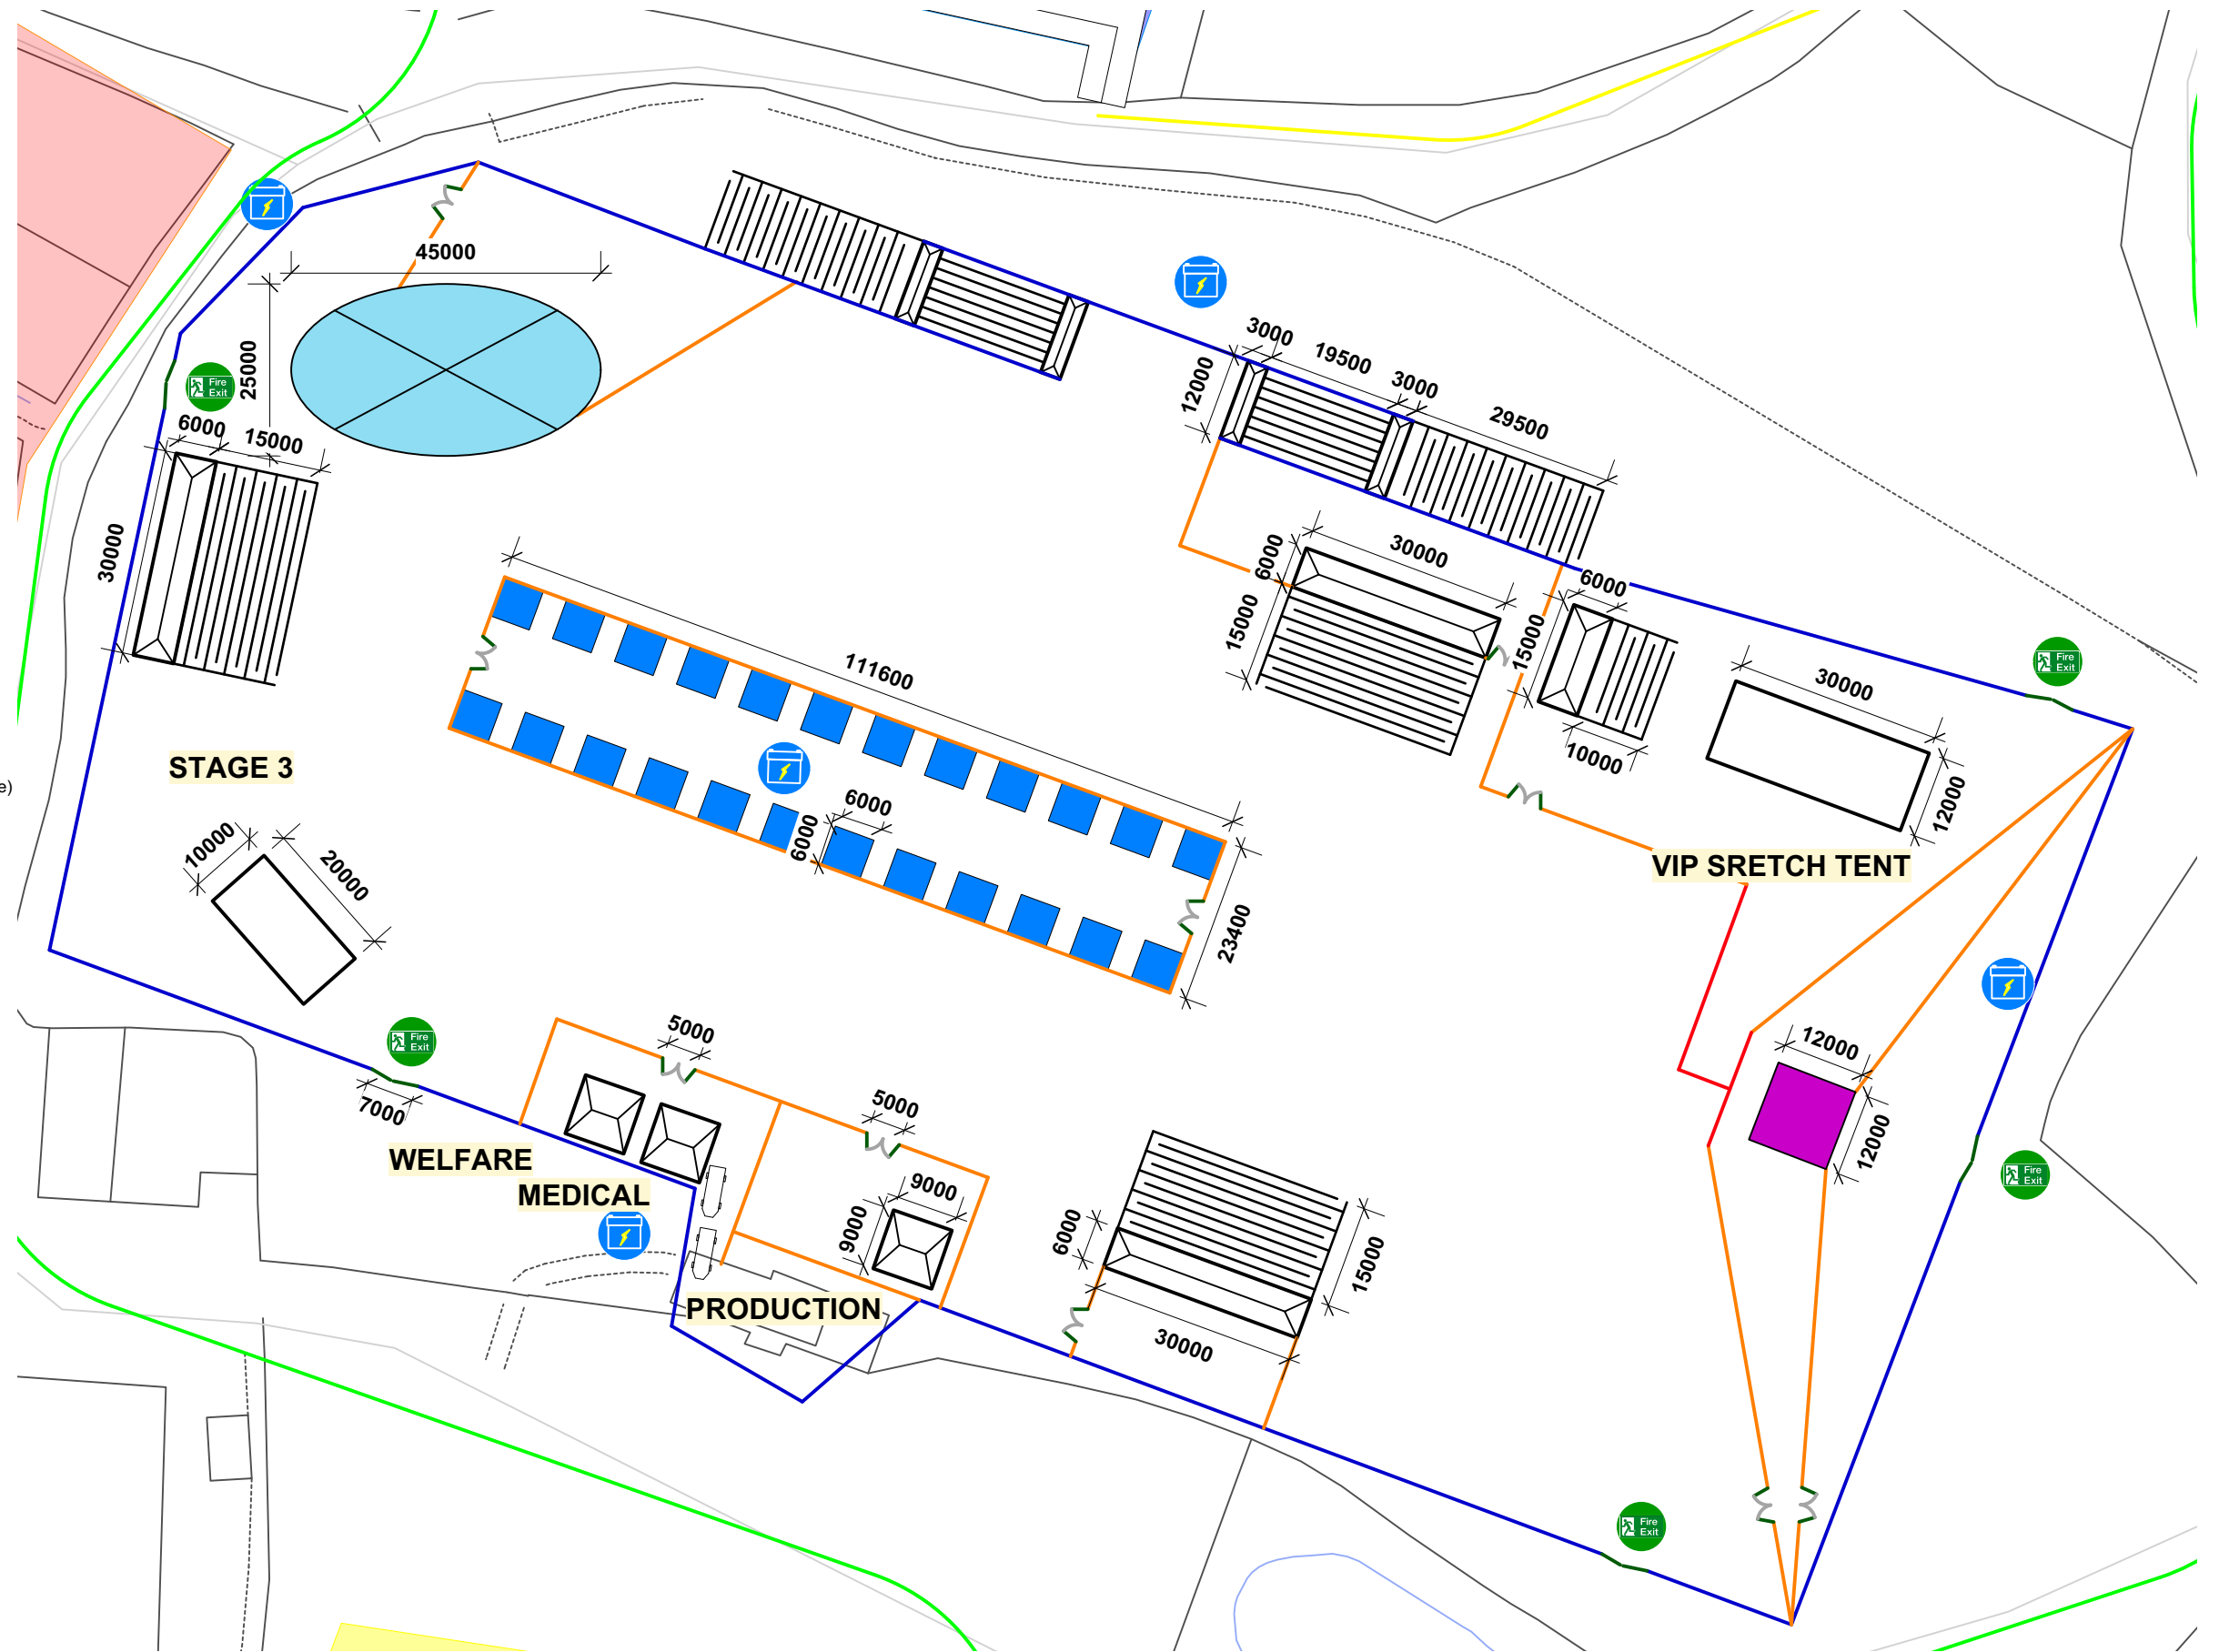 45000
25000
Fire
Exit
6000
15000
30000
3000
19500
3000
29500
12000
6000
30000
15000
6000
15000
10000
Fire
Exit
30000
12000
111600
6000
6000
23400
STAGE 3
e)
10000
20000
VIP SRETCH TENT
Fire
Exit
7000
5000
5000
WELFARE
MEDICAL
9000
9000
PRODUCTION
6000
15000
30000
12000
12000
Fire
Exit
Fire
Exit